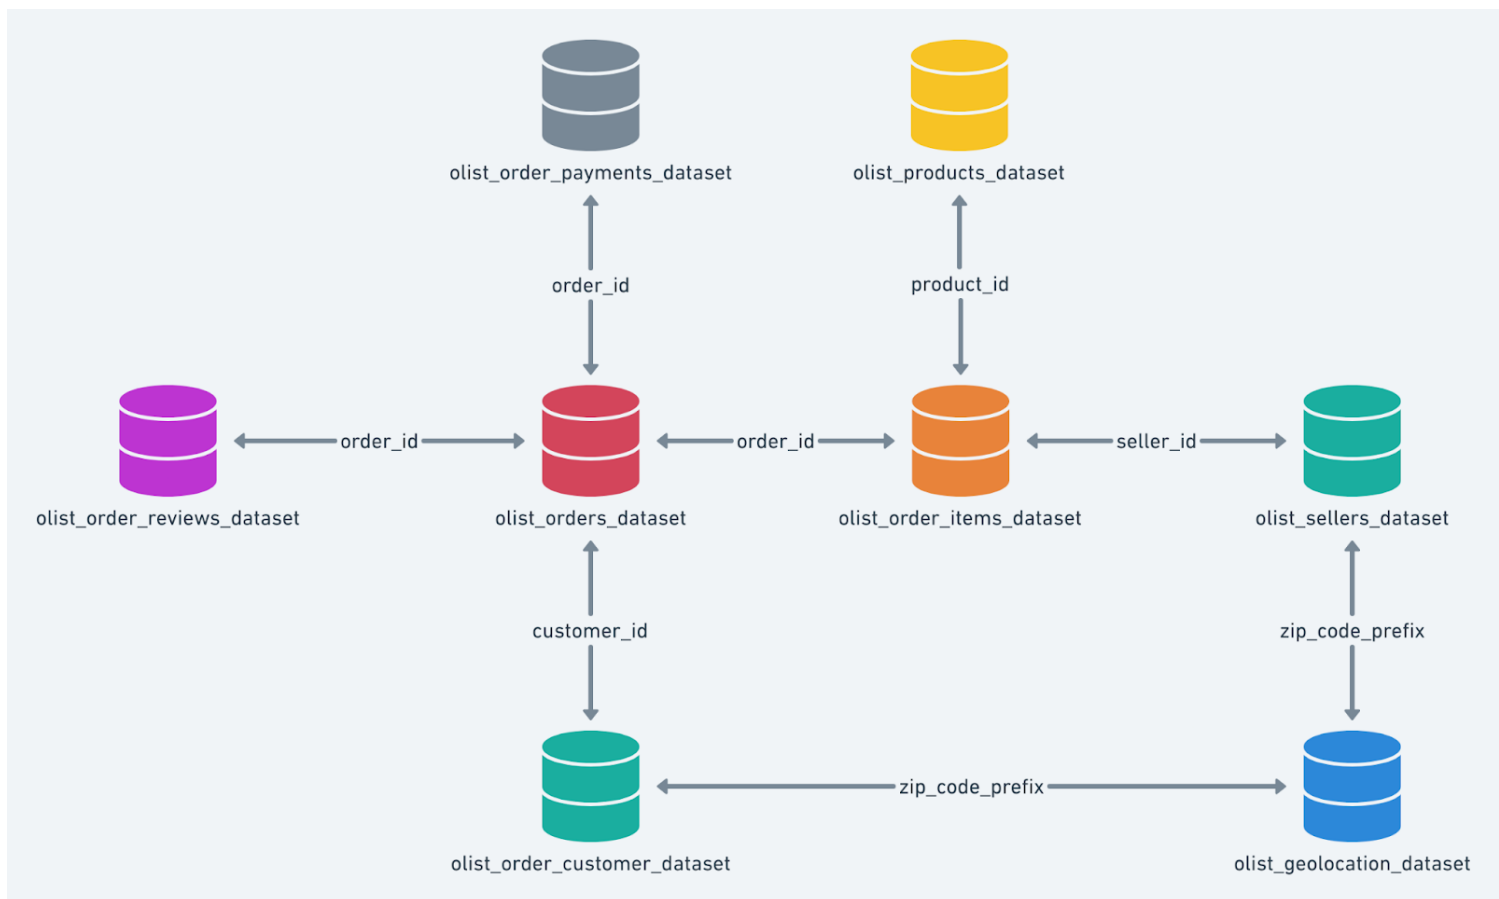 olist_order_payments_dataset
olist_products_dataset
order_id
product_id
order_id
order_id
seller_id
olist_order_reviews_dataset
olist_orders_dataset
olist_order_items_dataset
olist_sellers_dataset
customer_id
zip_code_prefix
zip_code_prefix
olist_order_customer_dataset
olist_geolocation_dataset